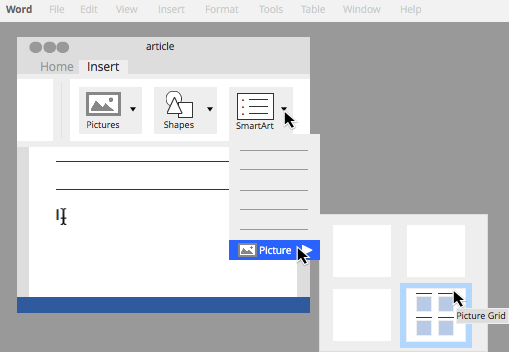 Word File Edit View Insert Format Tools Table Window Help
article
Home Insert
Pictures Shapes SmartArt
Picture
Picture Grid